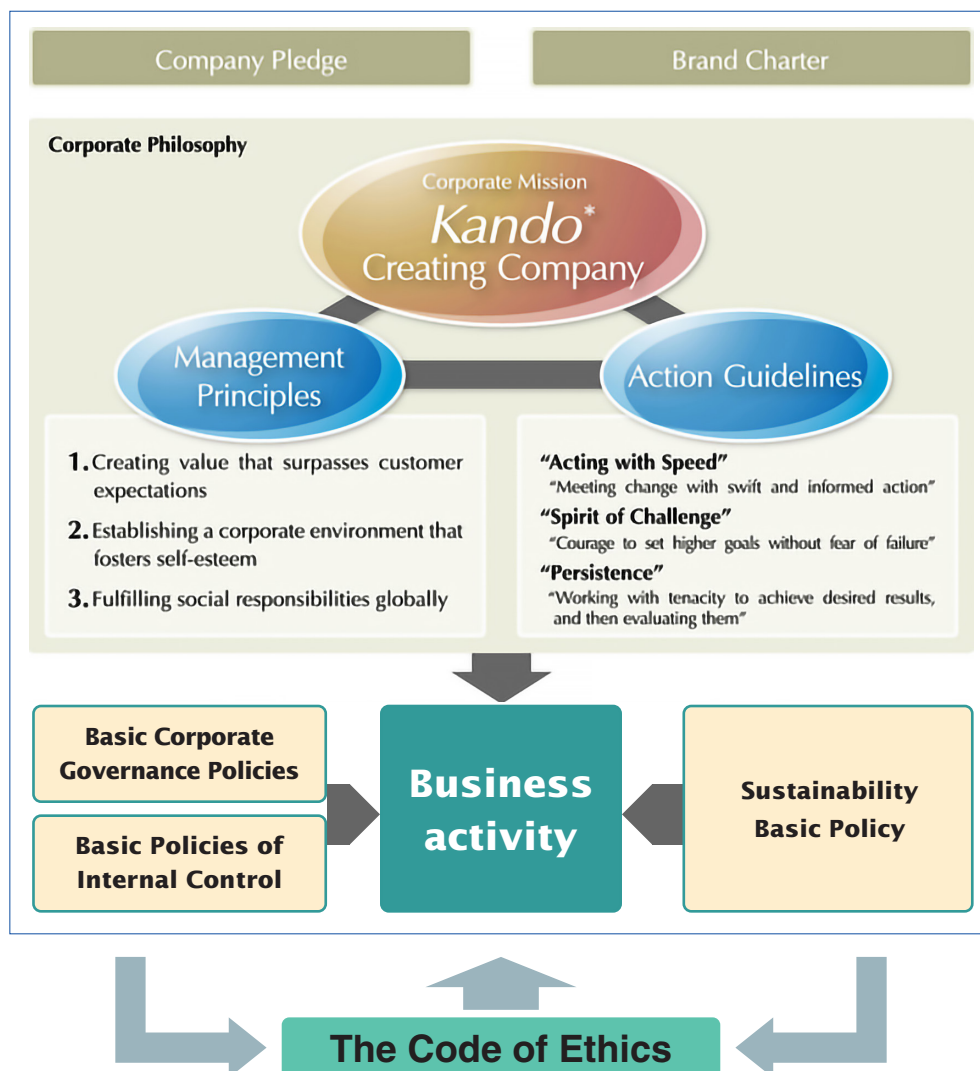 Company Pledge
Brand Charter
Corporate Philosophy
Corporate Mission
Kando*
Creating Company
Management
Principles
Action Guidelines
1. Creating value that surpasses customer
expectations
2. Establishing a corporate environment that
fosters self-esteem
3. Fulfilling social responsibilities globally
“Acting with Speed”
“Meeting change with swift and informed action”
“Spirit of Challenge”
“Courage to set higher goals without fear of failure”
“Persistence”
“Working with tenacity to achieve desired results,
and then evaluating them”
Basic Corporate
Governance Policies
Basic Policies of
Internal Control
Business
activity
Sustainability
Basic Policy
The Code of Ethics